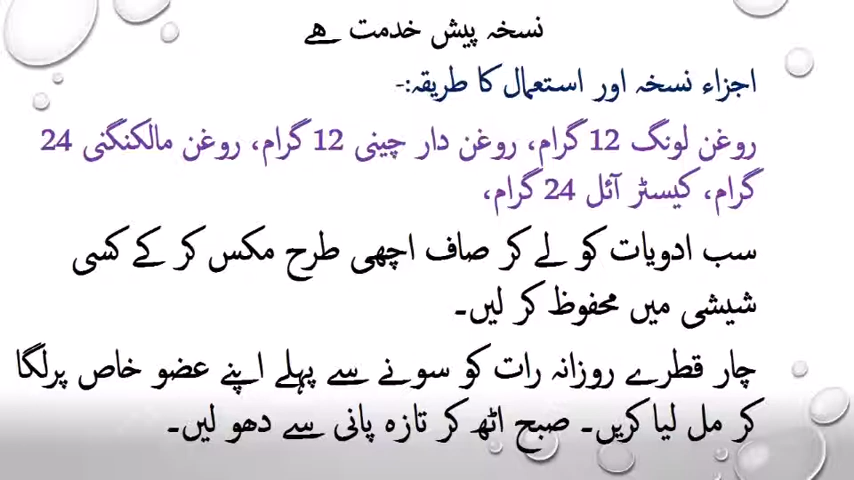 نسخہ پیش خدمت ہے
اجزاء نسخہ اور استعمال کا طریقہ:-
روغن لونگ 12 گرام، روغن دار چینی 12 گرام، روغن مالکنگنی 24
گرام، کیسٹر آئل 24 گرام،
سب ادویات کو لے کر صاف اچھی طرح مکس کر کے کسی
شیشی میں محفوظ کر لیں۔
چار قطرے روزانہ رات کو سونے سے پہلے اپنے عضو خاص پرلگا
کر مل لیا کریں۔ صبح اٹھ کر تازہ پانی سے دھو لیں۔